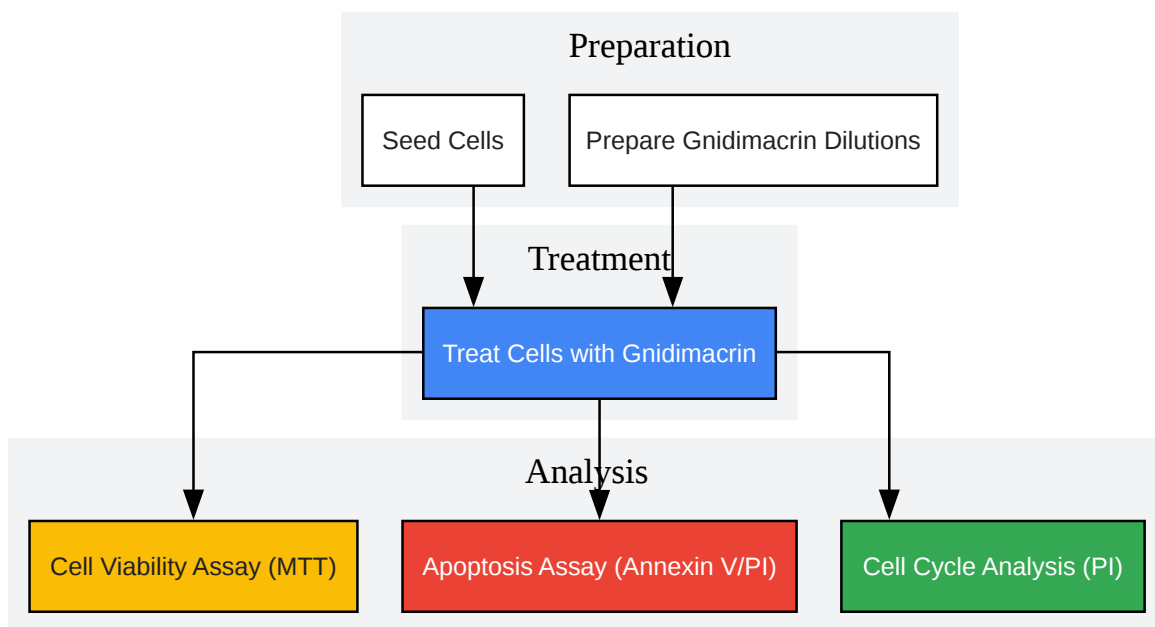 Preparation
Seed Cells
Prepare Gnidimacrin Dilutions
Treatment
Treat Cells with Gnidimacrin
Analysis
Cell Viability Assay (MTT)
Apoptosis Assay (Annexin V/PI)
Cell Cycle Analysis (PI)